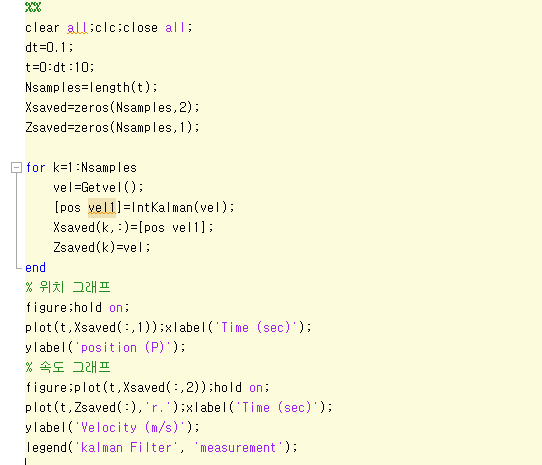 %%
clear all;clc;close all;
dt=0.1;
t=0:dt:10;
Nsamples=length(t);
Xsaved=zeros(Nsamples,2);
Zsaved=zeros(Nsamples,1);
for k=1:Nsamples
vel=Getvel();
[pos vel1]=IntKalman(vel);
Xsaved(k,:)=[pos vel1];
Zsaved(k)=vel;
end
% 위치 그래프
figure;hold on;
plot(t,Xsaved(:,1));xlabel('Time (sec)');
ylabel('position (P)');
% 속도 그래프
figure;plot(t,Xsaved(:,2));hold on;
plot(t,Zsaved(:),'r.');xlabel('Time (sec)');
ylabel('Velocity (m/s)');
legend('kalman Filter', 'measurement');